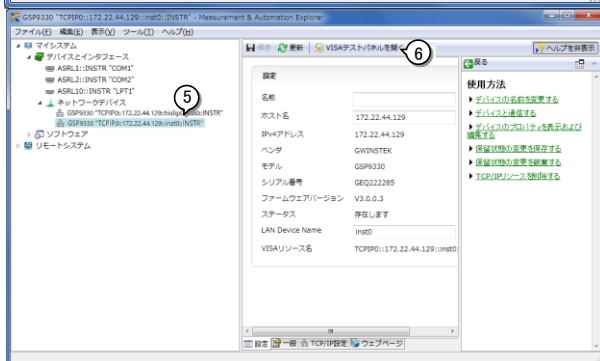 GSP9330 "TCPIP0::172.22.44.129::inst0::INSTR" - Measurement & Automation Explorer
ファイル(F) 編集(E) 表示(V) ツール(T) ヘルプ(H)
マイシステム
デバイスとインタフェース
ASRL1::INSTR "COM1"
ASRL2::INSTR "COM2"
ASRL10::INSTR "LPT1"
ネットワークデバイス
GSP9330 "TCPIP0::172.22.44.129::hislip0::INSTR"
GSP9330 "TCPIP0::172.22.44.129::inst0::INSTR"
ソフトウェア
リモートシステム
5
保存 更新 VISAテストパネルを開く
6
ヘルプを非表示
設定
名前
ホスト名 172.22.44.129
IPv4アドレス 172.22.44.129
ベンダ GWINSTEK
モデル GSP9330
シリアル番号 GEQ222285
ファームウェアバージョン V3.0.0.3
ステータス 存在します
LAN Device Name inst0
VISAリソース名 TCPIP0::172.22.44.129::inst0:
設定 一般 TCP/IP設定 ウェブページ
戻る
使用方法
デバイスの名前を変更する
デバイスと通信する
デバイスのプロパティを表示および
編集する
保留状態の変更を保存する
保留状態の変更を破棄する
TCP/IPリソースを削除する